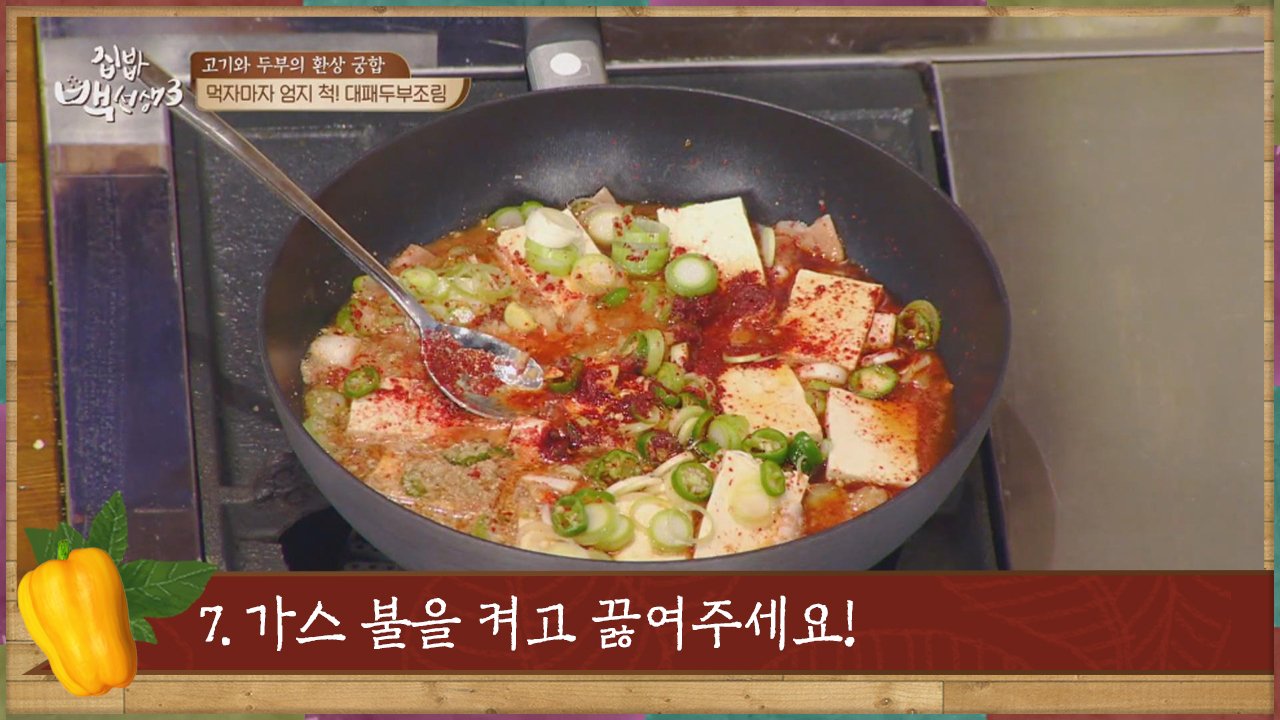 집밥
백선생3
고기와 두부의 환상 궁합
먹자마자 엄지 척! 대패두부조림
7. 가스 불을 켜고 끓여주세요!